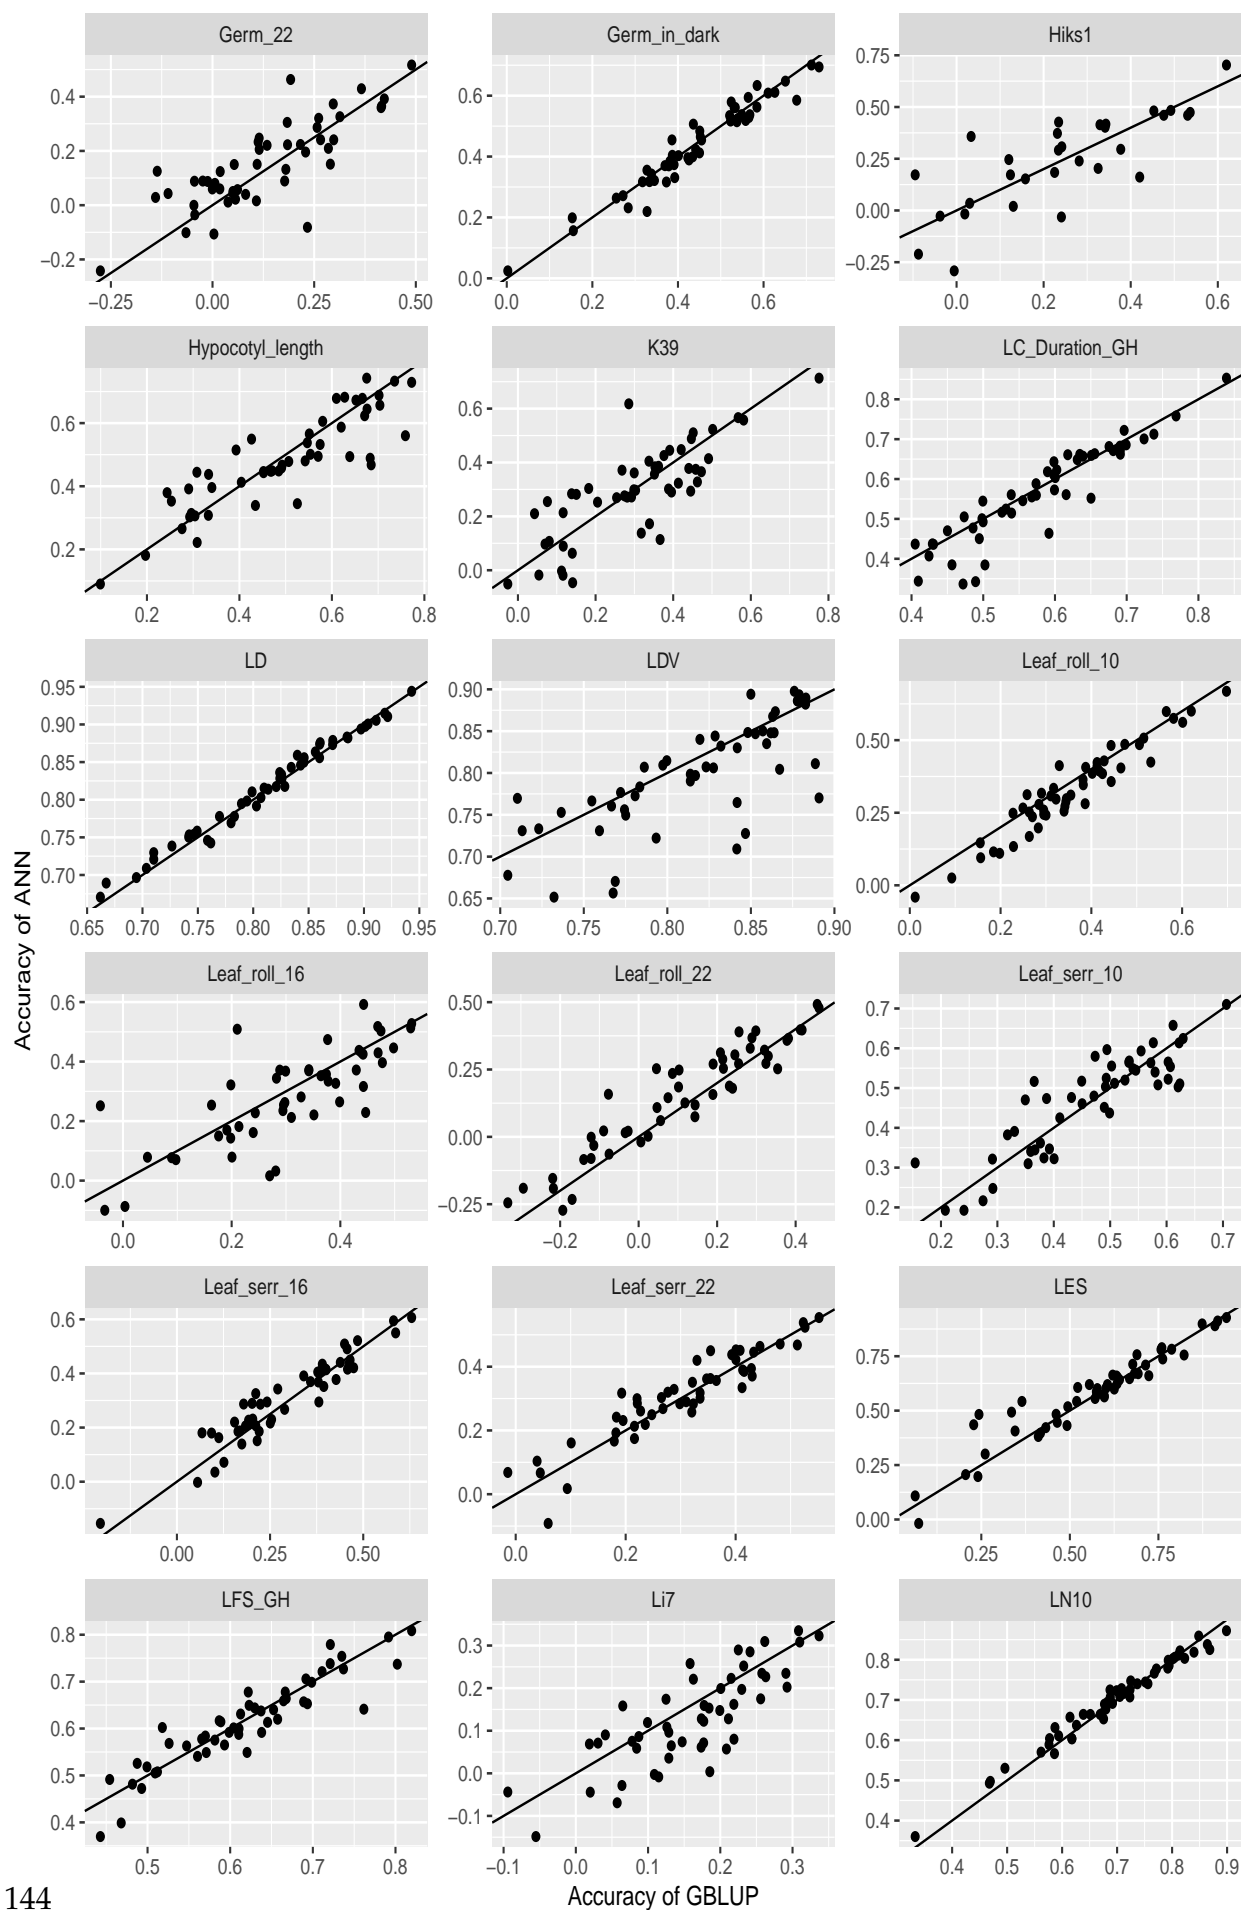 Germ_22 Germ_in_dark Hiks1
0.4 0.2 0.0 −0.2
0.6 0.4 0.2 0.0
0.75 0.50 0.25 0.00 −0.25
−0.25 0.00 0.25 0.50 0.0 0.2 0.4 0.6 0.0 0.2 0.4 0.6
Hypocotyl_length K39 LC_Duration_GH
0.6 0.4 0.2
0.6 0.4 0.2 0.0
0.8 0.7 0.6 0.5 0.4
0.2 0.4 0.6 0.8 0.0 0.2 0.4 0.6 0.8 0.4 0.5 0.6 0.7 0.8
LD LDV Leaf_roll_10
0.95 0.90 0.85 0.80 0.75 0.70
0.90 0.85 0.80 0.75 0.70 0.65
0.50 0.25 0.00
0.65 0.70 0.75 0.80 0.85 0.90 0.95 0.70 0.75 0.80 0.85 0.90 0.0 0.2 0.4 0.6
Accuracy of ANN
Leaf_roll_16 Leaf_roll_22 Leaf_serr_10
0.6 0.4 0.2 0.0
0.50 0.25 0.00 −0.25
0.7 0.6 0.5 0.4 0.3 0.2
0.0 0.2 0.4 −0.2 0.0 0.2 0.4 0.2 0.3 0.4 0.5 0.6 0.7
Leaf_serr_16 Leaf_serr_22 LES
0.6 0.4 0.2 0.0
0.4 0.2 0.0
0.75 0.50 0.25 0.00
0.00 0.25 0.50 0.0 0.2 0.4 0.25 0.50 0.75
LFS_GH Li7 LN10
0.8 0.7 0.6 0.5 0.4
0.3 0.2 0.1 0.0 −0.1
0.8 0.7 0.6 0.5 0.4
0.5 0.6 0.7 0.8 −0.1 0.0 0.1 0.2 0.3 0.4 0.5 0.6 0.7 0.8 0.9
Accuracy of GBLUP
144